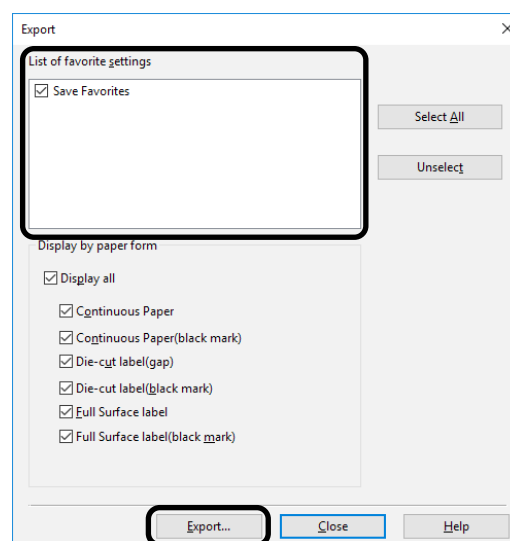 Export
List of favorite settings
Save Favorites
Select All
Unselect
Display by paper form
Display all
Continuous Paper
Continuous Paper(black mark)
Die-cut label(gap)
Die-cut label(black mark)
Full Surface label
Full Surface label(black mark)
Export... Close Help